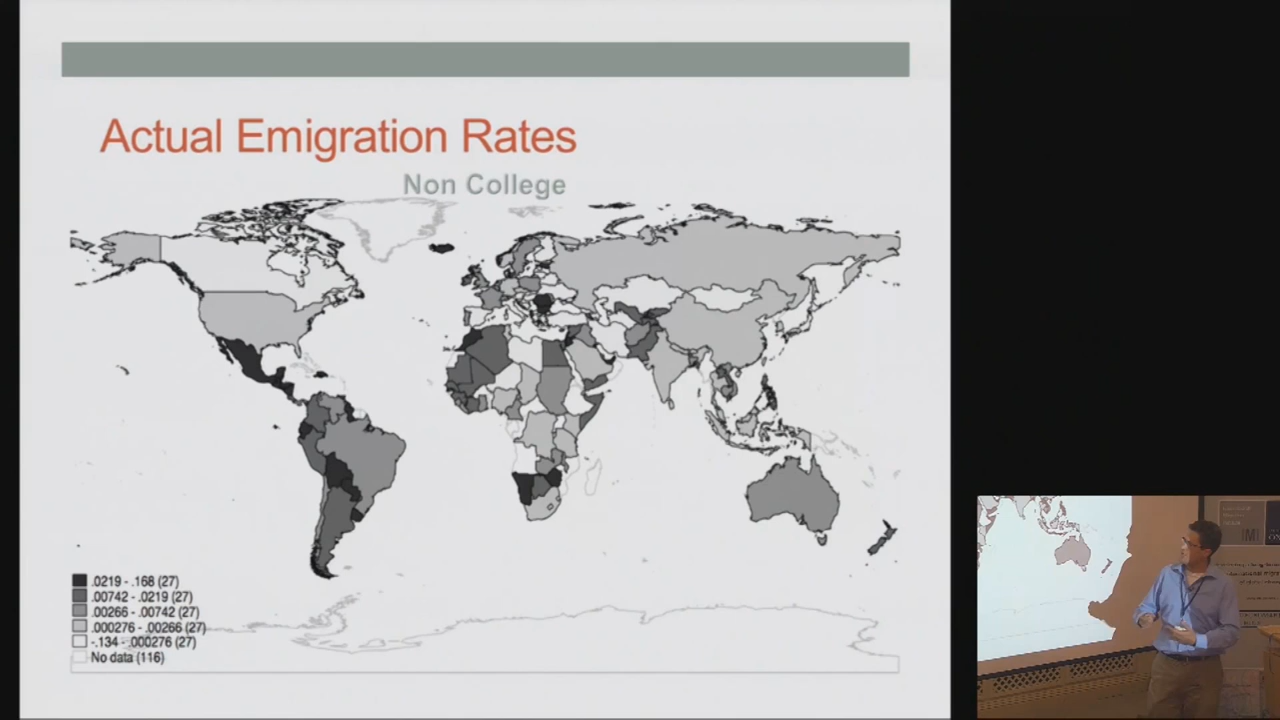 Actual Emigration Rates
Non College
.0219 - .168 (27)
.00742 - .0219 (27)
.00266 - .00742 (27)
.000276 - .00266 (27)
-.134 - .000276 (27)
No data (116)